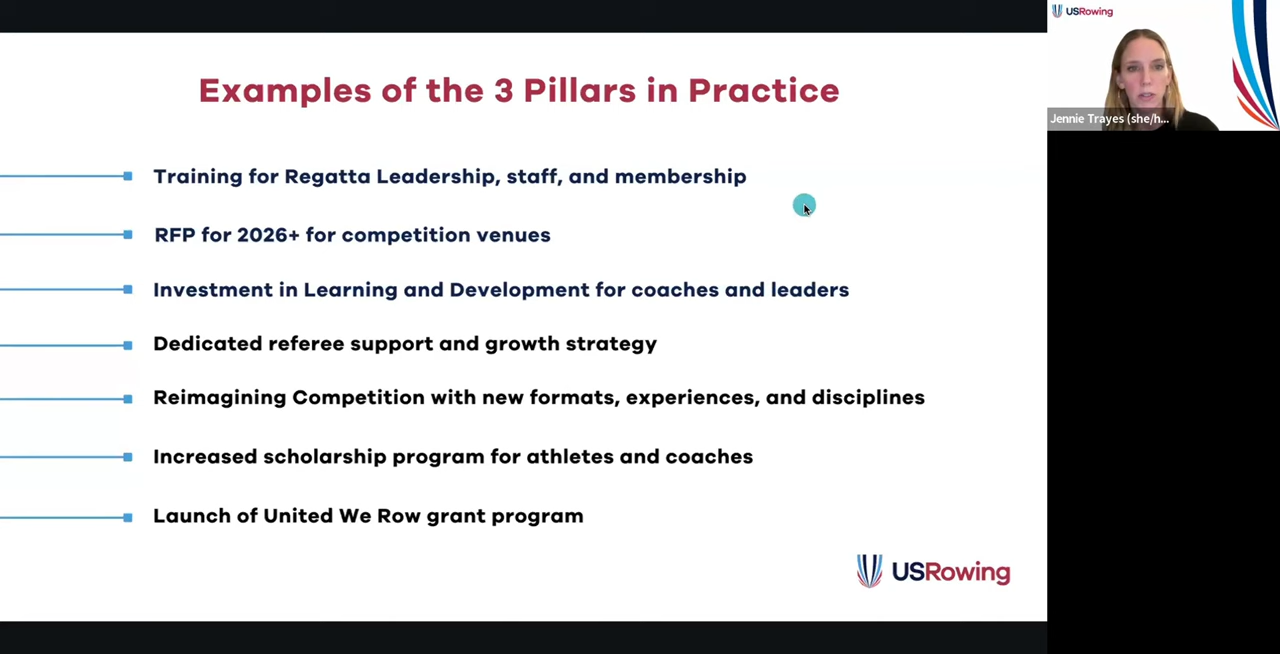 Examples of the 3 Pillars in Practice
Training for Regatta Leadership, staff, and membership
RFP for 2026+ for competition venues
Investment in Learning and Development for coaches and leaders
Dedicated referee support and growth strategy
Reimagining Competition with new formats, experiences, and disciplines
Increased scholarship program for athletes and coaches
Launch of United We Row grant program
USRowing
USRowing
Jennie Trayes (she/h...